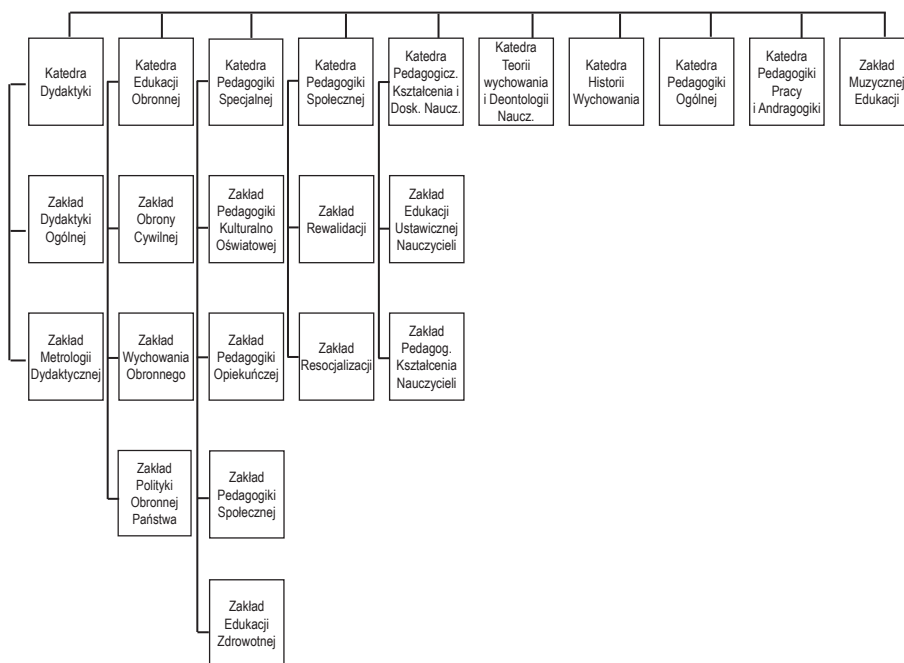 Katedra
Dydaktyki
Katedra
Edukacji
Obronnej
Katedra
Pedagogiki
Specjalnej
Katedra
Pedagogiki
Społecznej
Katedra
Pedagogicz.
Kształcenia i
Dosk. Naucz.
Katedra
Teorii
wychowania
i Deontologii
Naucz.
Katedra
Historii
Wychowania
Katedra
Pedagogiki
Ogólnej
Katedra
Pedagogiki
Pracy
i Andragogiki
Zakład
Muzycznej
Edukacji
Zakład
Dydaktyki
Ogólnej
Zakład
Obrony
Cywilnej
Zakład
Pedagogiki
Kulturalno
Oświatowej
Zakład
Rewalidacji
Zakład
Edukacji
Ustawicznej
Nauczycieli
Zakład
Metrologii
Dydaktycznej
Zakład
Wychowania
Obronnego
Zakład
Pedagogiki
Opiekuńczej
Zakład
Resocjalizacji
Zakład
Pedagog.
Kształcenia
Nauczycieli
Zakład
Polityki
Obronnej
Państwa
Zakład
Pedagogiki
Społecznej
Zakład
Edukacji
Zdrowotnej